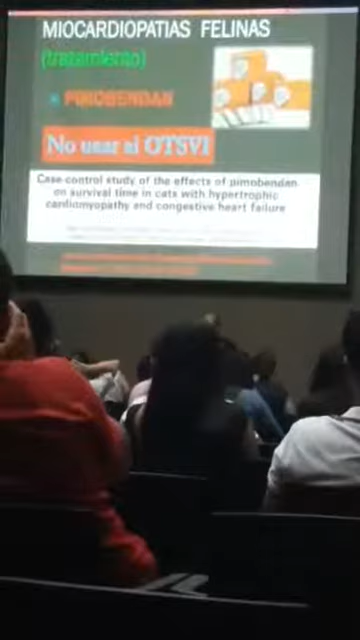 MIOCARDIOPATIAS FELINAS
(tratamiento)
PIMOBENDAN
No usar si OTSVI
Case-control study of the effects of pimobendan
on survival time in cats with hypertrophic
cardiomyopathy and congestive heart failure